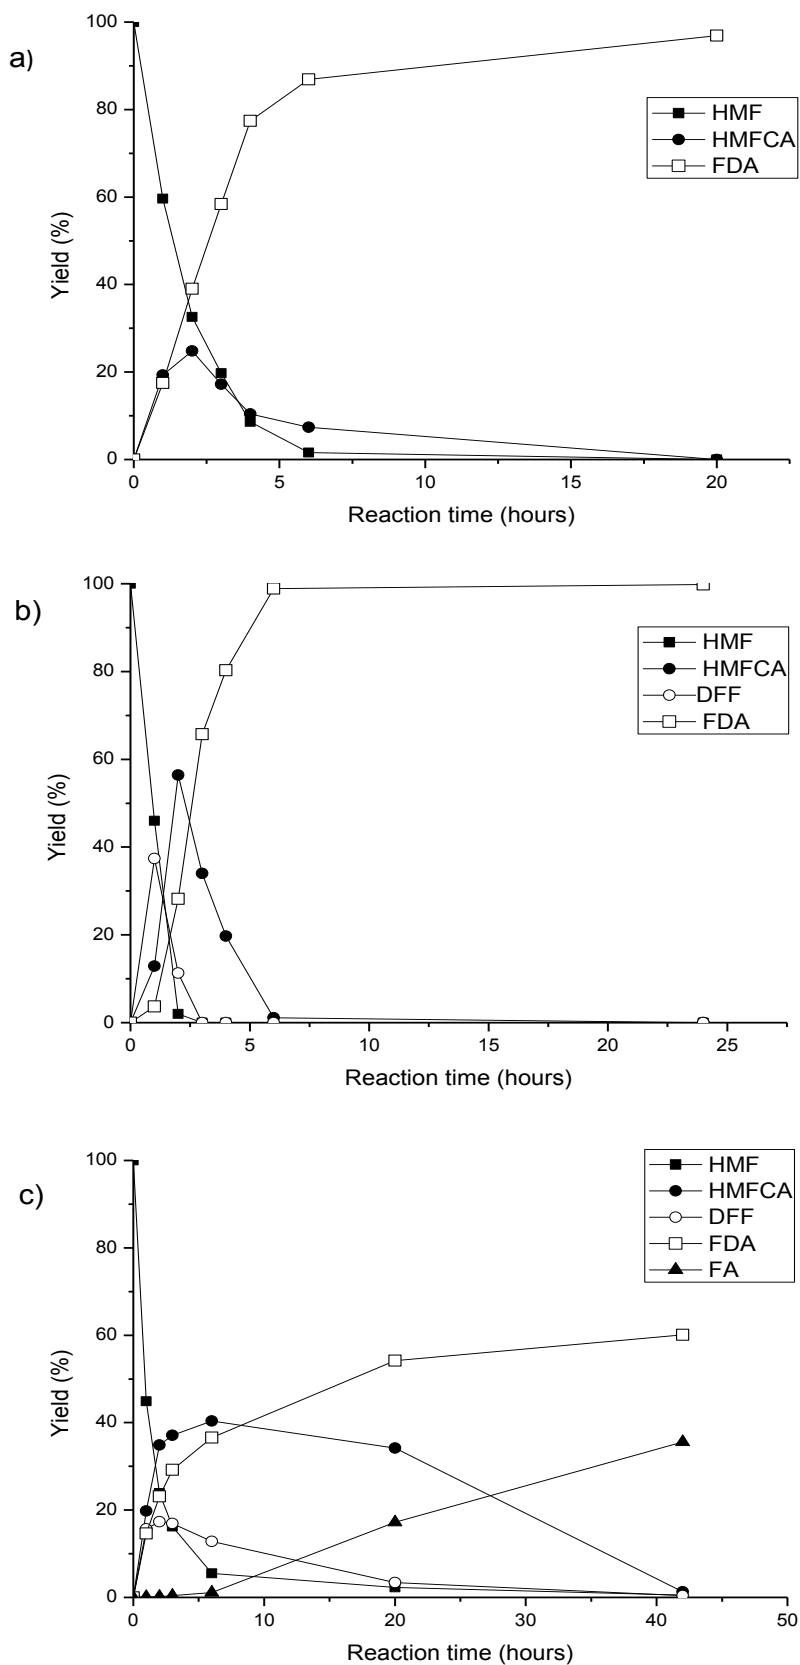 a)
100
80
60
40
20
0
Yield (%)
HMF
HMFCA
FDA
0 5 10 15 20
Reaction time (hours)
b)
100
80
60
40
20
0
Yield (%)
HMF
HMFCA
DFF
FDA
0 5 10 15 20 25
Reaction time (hours)
c)
100
80
60
40
20
0
Yield (%)
HMF
HMFCA
DFF
FDA
FA
0 10 20 30 40 50
Reaction time (hours)